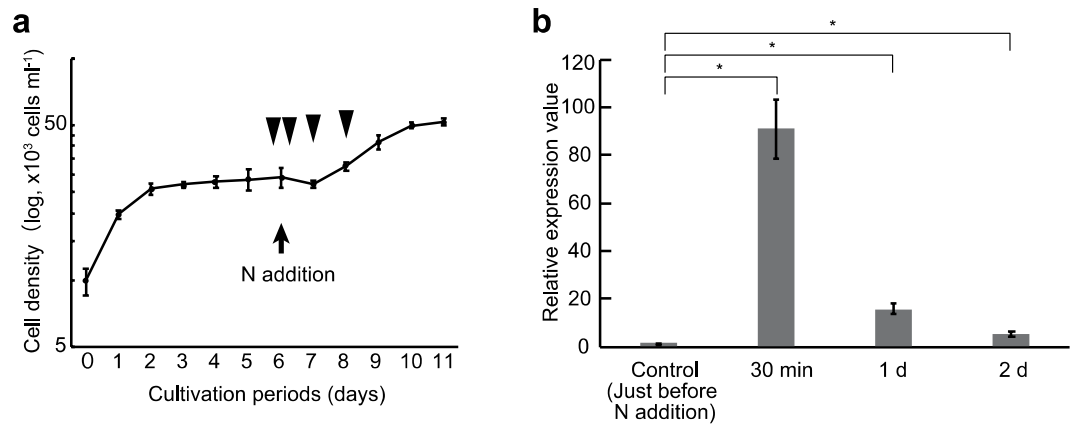 a
Cell density (log, x10³ cells ml⁻¹)
50
5
N addition
0 1 2 3 4 5 6 7 8 9 10 11
Cultivation periods (days)
b
Relative expression value
120
100
80
60
40
20
0
*
*
*
Control
(Just before
N addition)
30 min
1 d
2 d